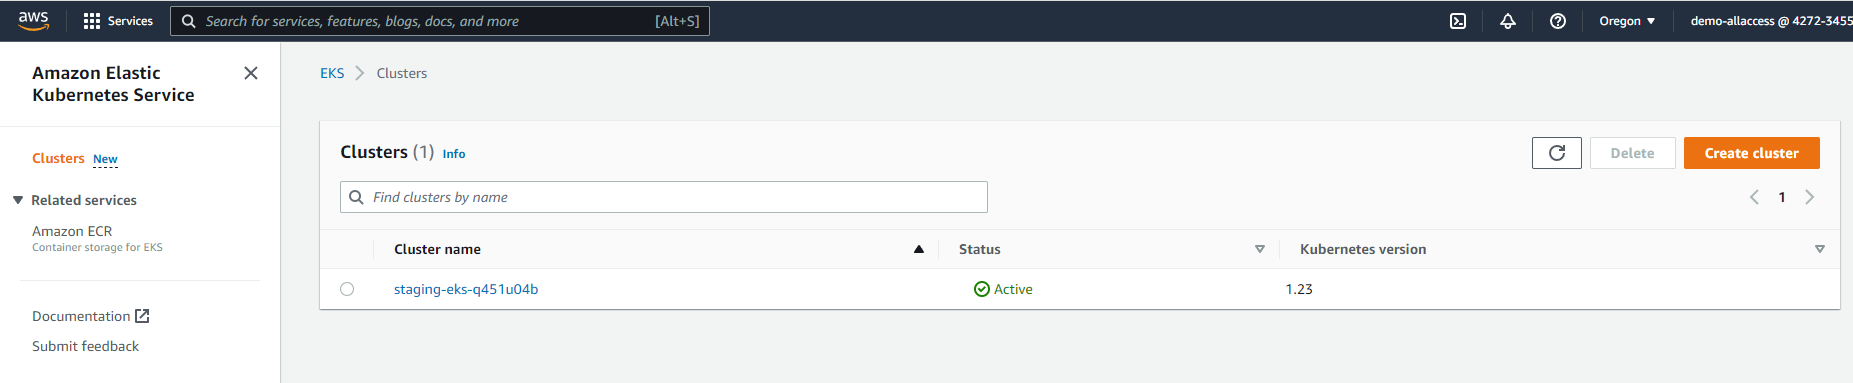 aws Services Search for services, features, blogs, docs, and more [Alt+S] Oregon demo-allaccess @ 4272-3455
Amazon Elastic
Kubernetes Service
EKS Clusters
Clusters New
Related services
Amazon ECR
Container storage for EKS
Documentation
Submit feedback
Clusters (1) Info
Delete Create cluster
Find clusters by name
1
Cluster name Status Kubernetes version
staging-eks-q451u04b Active 1.23